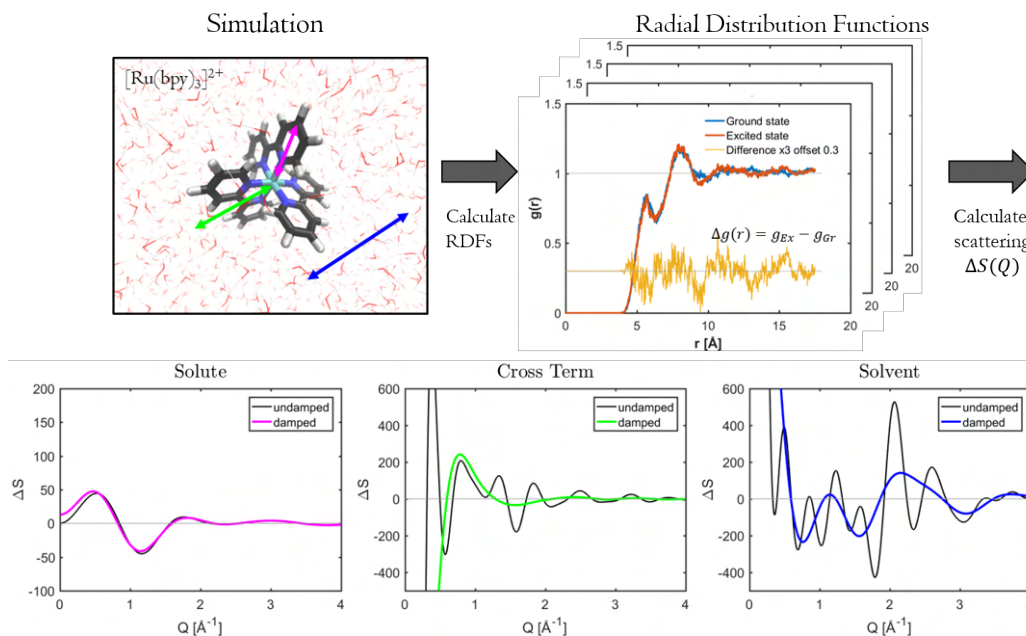 Simulation
Radial Distribution Functions
[Ru(bpy)₃]²⁺
Calculate
RDFs
1.5
1.5
1.5
1.5
1
0.5
0
g(r)
Ground state
Excited state
Difference x3 offset 0.3
Δg(r) = g_Ex − g_Gr
0
5
10
15
20
20
20
20
r [Å]
Calculate
scattering
ΔS(Q)
Solute
200
150
100
50
0
-50
-100
ΔS
undamped
damped
0
1
2
3
4
Q [Å⁻¹]
Cross Term
600
400
200
0
-200
-400
ΔS
undamped
damped
0
1
2
3
4
Q [Å⁻¹]
Solvent
600
400
200
0
-200
-400
ΔS
undamped
damped
0
1
2
3
Q [Å⁻¹]